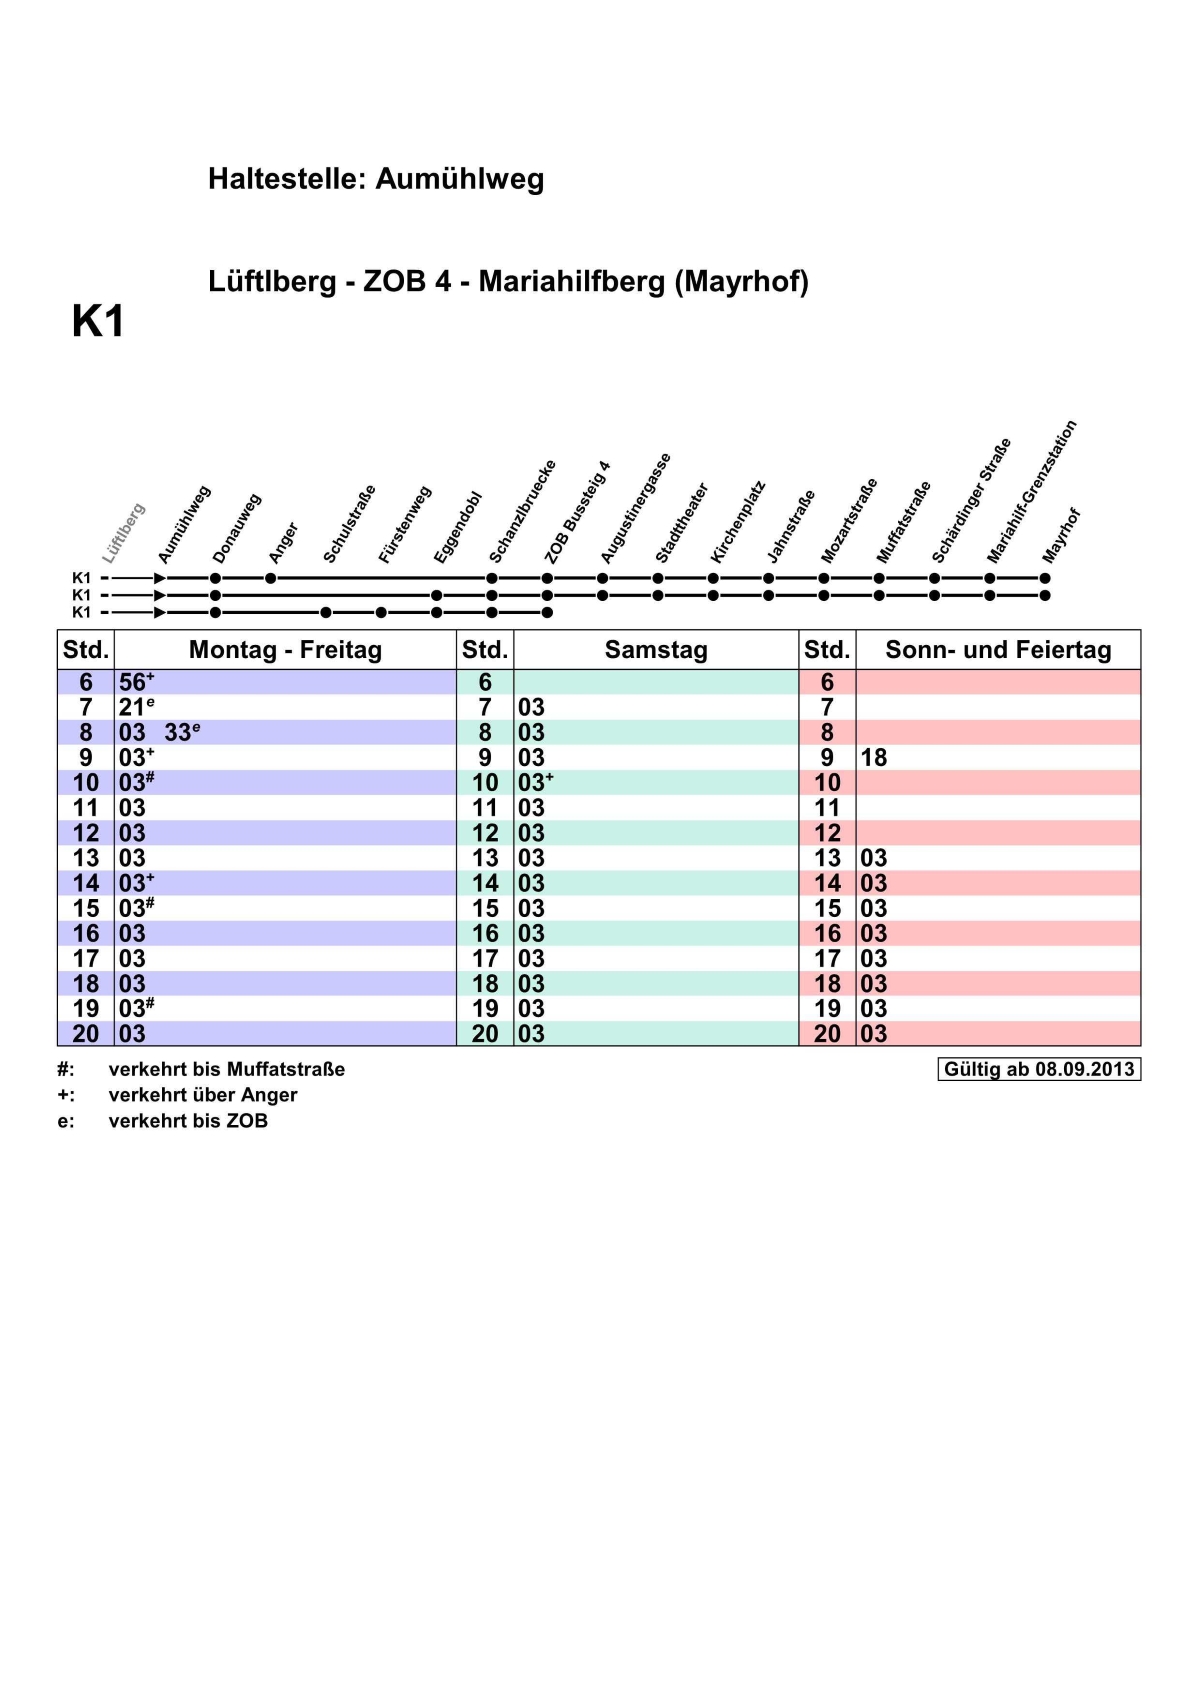 Haltestelle: Aumühlweg
Lüftlberg - ZOB 4 - Mariahilfberg (Mayrhof)
K1
Lüftlberg Aumühlweg Donauweg Anger Schulstraße Fürstenweg Eggendobl Schanzlbruecke ZOB Bussteig 4 Augustinergasse Stadttheater Kirchenplatz Jahnstraße Mozartstraße Muffatstraße Schärdinger Straße Mariahilf-Grenzstation Mayrhof
K1
K1
K1
Std. Montag - Freitag Std. Samstag Std. Sonn- und Feiertag
6 56+ 6 6
7 21e 7 03 7
8 03 33e 8 03 8
9 03+ 9 03 9 18
10 03# 10 03+ 10
11 03 11 03 11
12 03 12 03 12
13 03 13 03 13 03
14 03+ 14 03 14 03
15 03# 15 03 15 03
16 03 16 03 16 03
17 03 17 03 17 03
18 03 18 03 18 03
19 03# 19 03 19 03
20 03 20 03 20 03
#: verkehrt bis Muffatstraße Gültig ab 08.09.2013
+: verkehrt über Anger
e: verkehrt bis ZOB